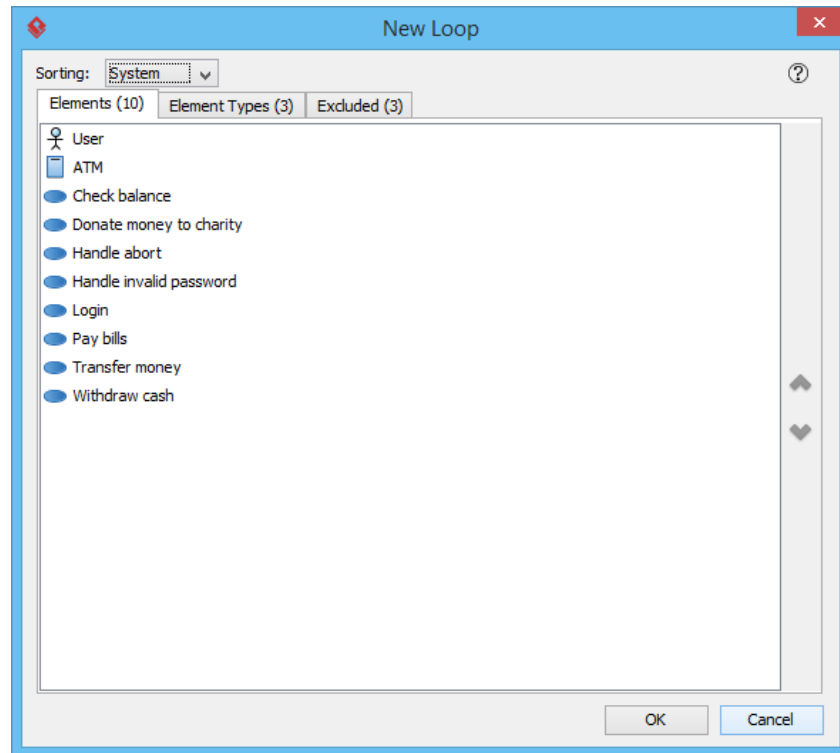 New Loop
Sorting: System
Elements (10) Element Types (3) Excluded (3)
User
ATM
Check balance
Donate money to charity
Handle abort
Handle invalid password
Login
Pay bills
Transfer money
Withdraw cash
OK Cancel